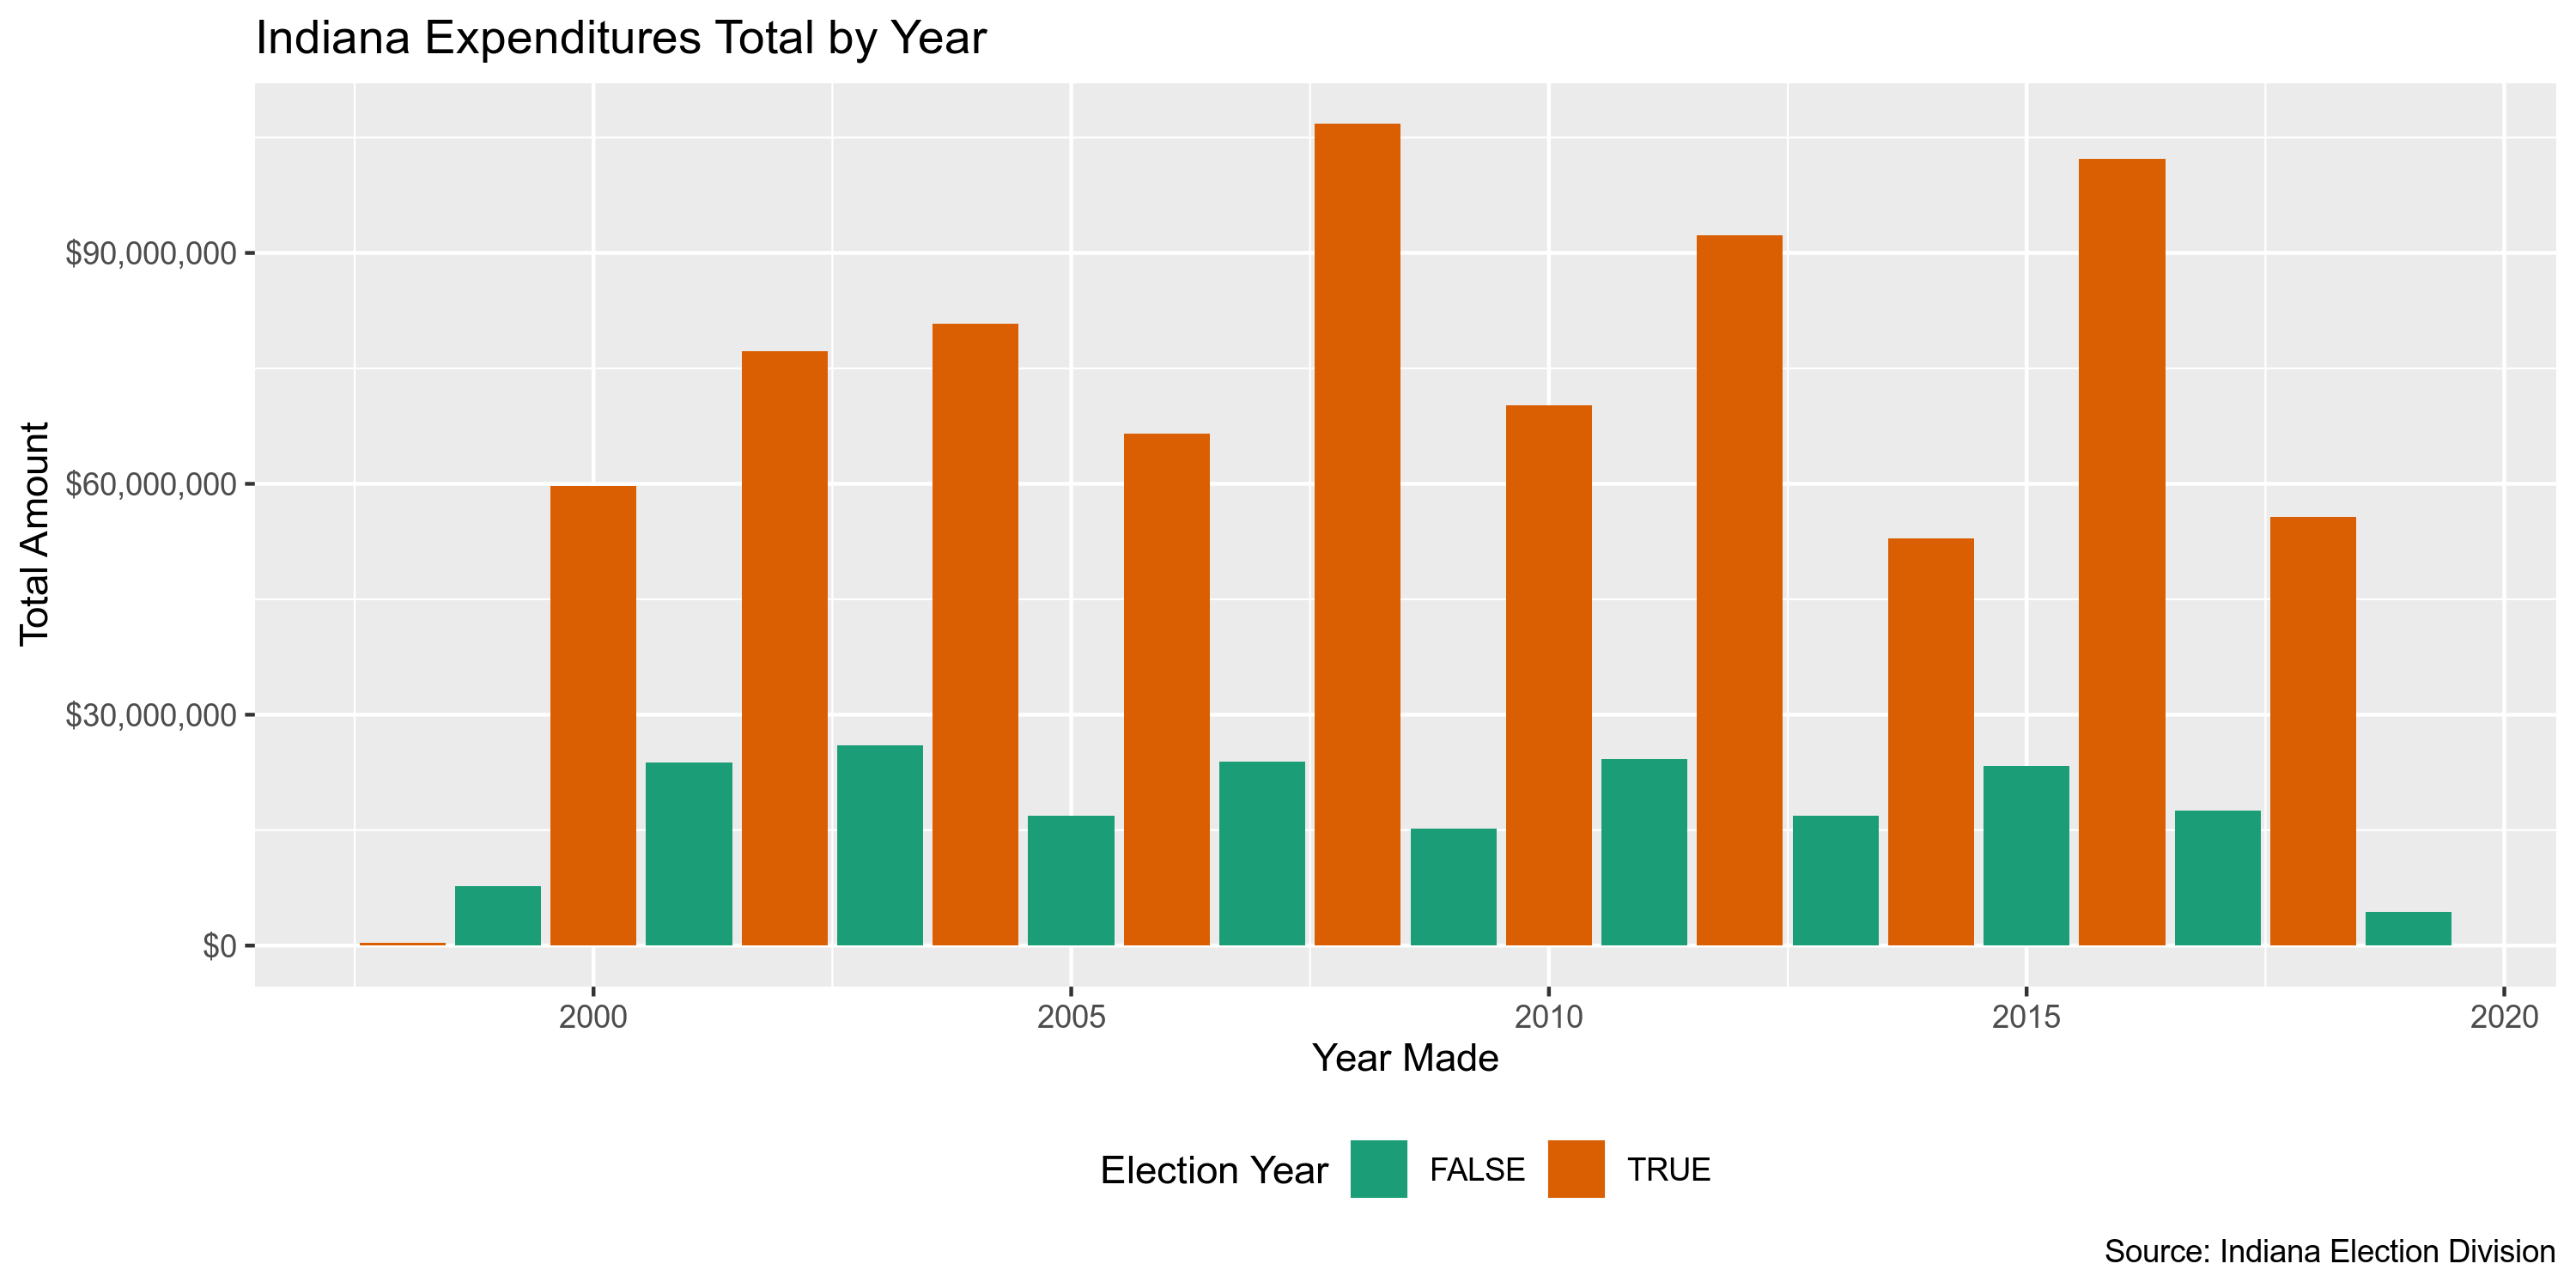 Indiana Expenditures Total by Year
Total Amount
$90,000,000
$60,000,000
$30,000,000
$0
2000 2005 2010 2015 2020
Year Made
Election Year FALSE TRUE
Source: Indiana Election Division